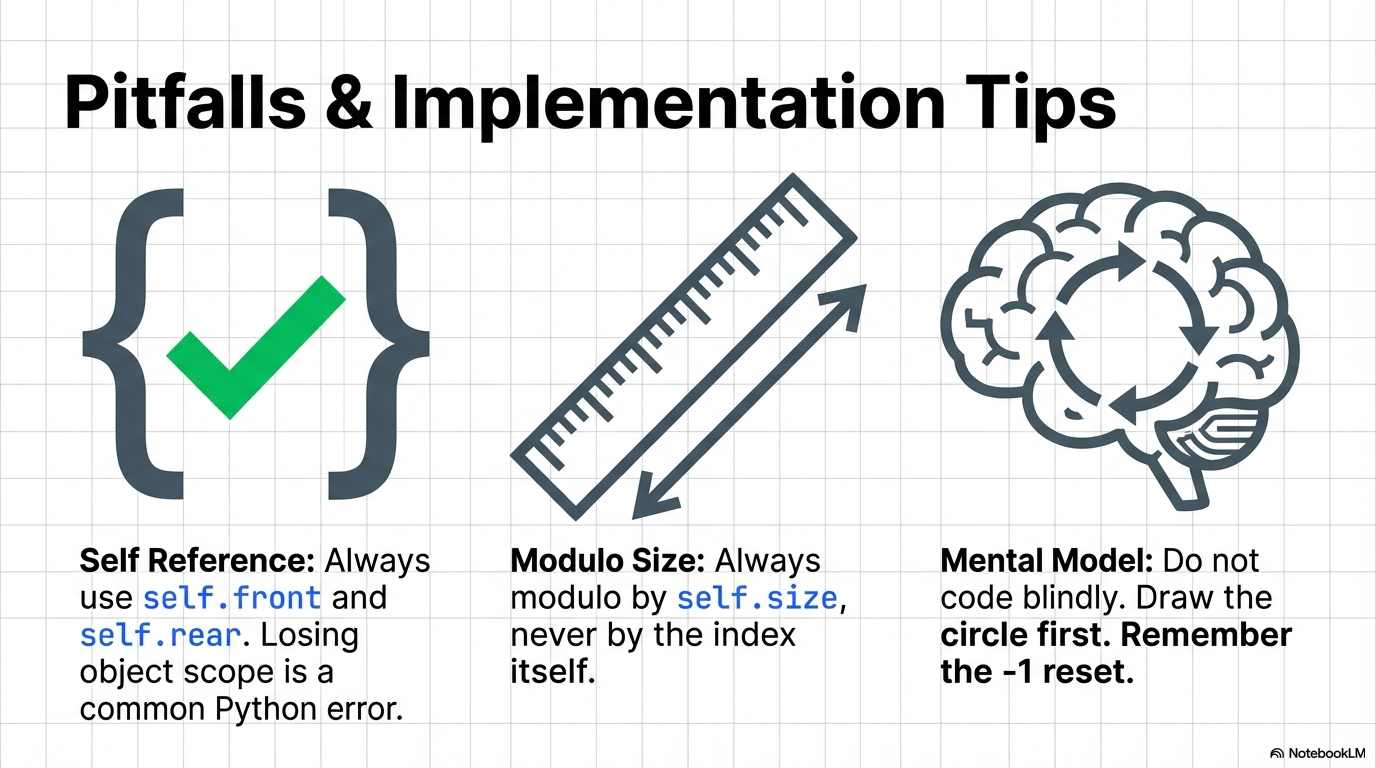 Pitfalls & Implementation Tips
Self Reference: Always
use self.front and
self.rear. Losing
object scope is a
common Python error.
Modulo Size: Always
modulo by self.size,
never by the index
itself.
Mental Model: Do not
code blindly. Draw the
circle first. Remember
the -1 reset.
NotebookLM